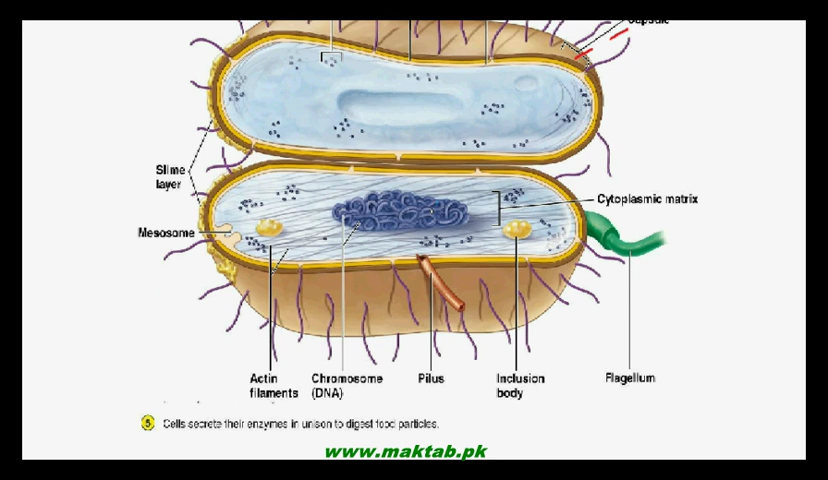 Capsule
Slime
layer
Cytoplasmic matrix
Mesosome
Actin
filaments
Chromosome
(DNA)
Pilus
Inclusion
body
Flagellum
5 Cells secrete their enzymes in unison to digest food particles.
www.maktab.pk